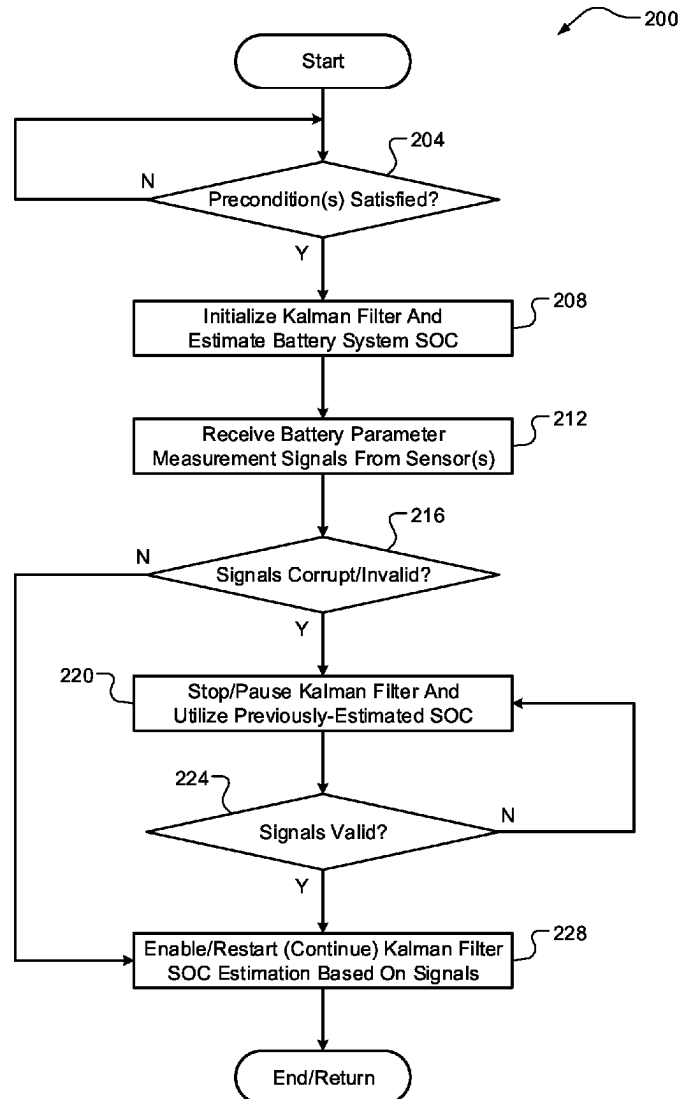 200
Start
204
N
Precondition(s) Satisfied?
Y
208
Initialize Kalman Filter And
Estimate Battery System SOC
212
Receive Battery Parameter
Measurement Signals From Sensor(s)
216
N
Signals Corrupt/Invalid?
Y
220
Stop/Pause Kalman Filter And
Utilize Previously-Estimated SOC
224
Signals Valid?
N
Y
228
Enable/Restart (Continue) Kalman Filter
SOC Estimation Based On Signals
End/Return